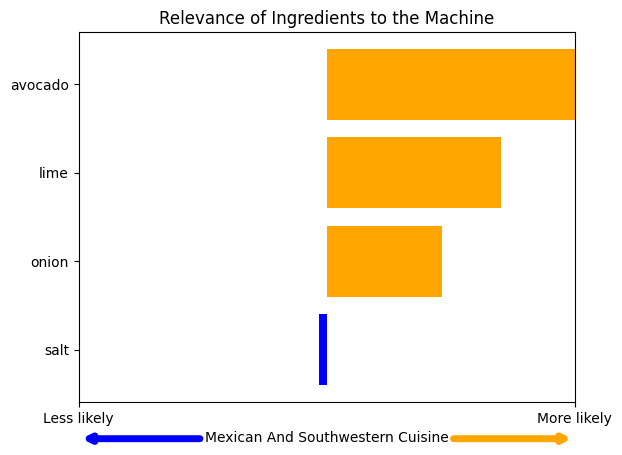 Relevance of Ingredients to the Machine
avocado
lime
onion
salt
Less likely
More likely
Mexican And Southwestern Cuisine